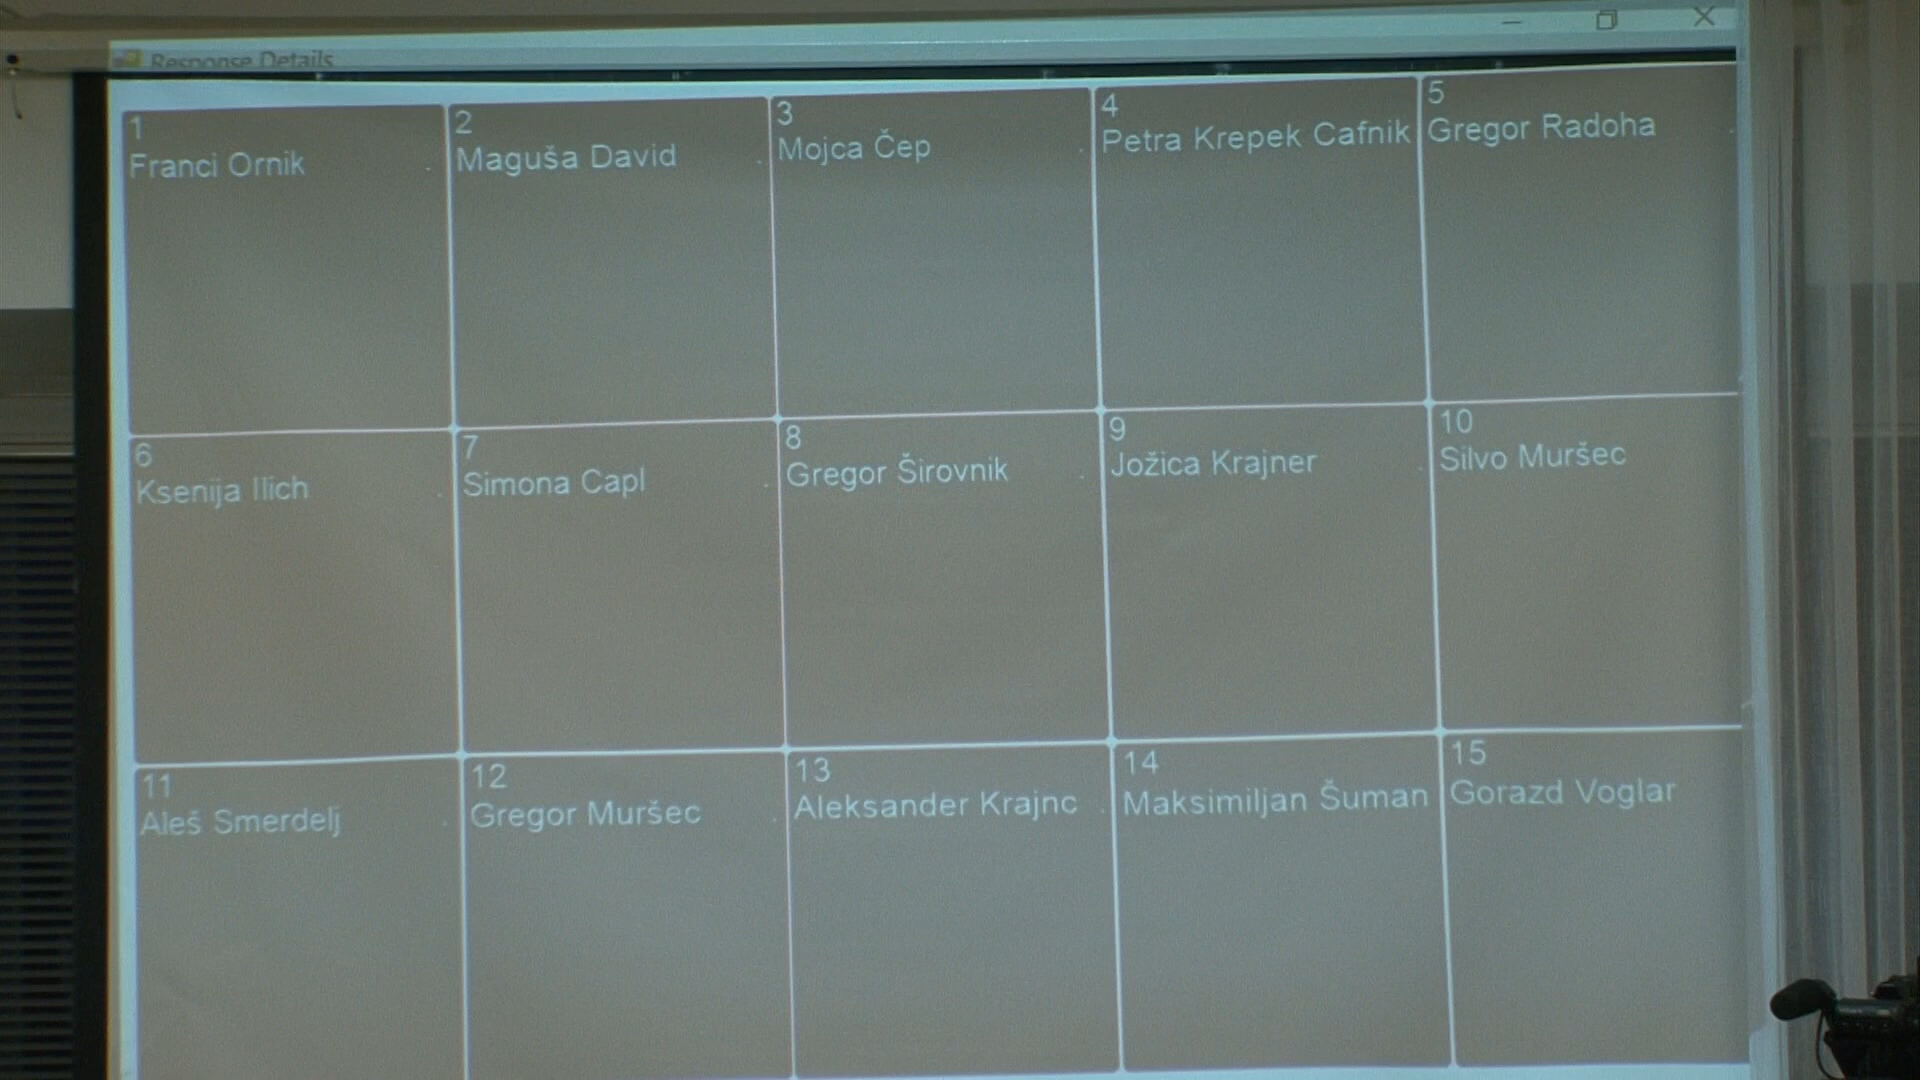 Response Details
1
Franci Ornik
2
Maguša David
3
Mojca Čep
4
Petra Krepek Cafnik
5
Gregor Radoha
6
Ksenija Ilich
7
Simona Capl
8
Gregor Širovnik
9
Jožica Krajner
10
Silvo Muršec
11
Aleš Smerdelj
12
Gregor Muršec
13
Aleksander Krajnc
14
Maksimiljan Šuman
15
Gorazd Voglar